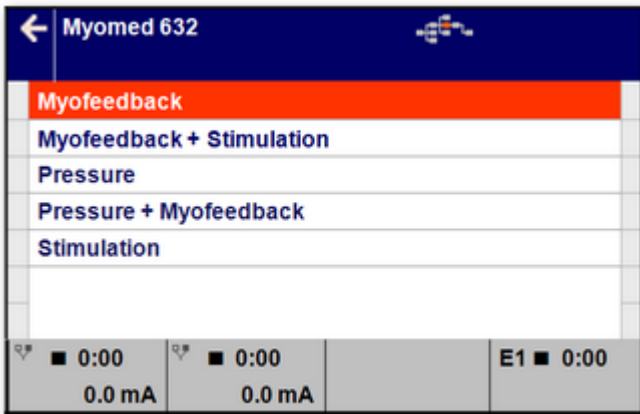 Myomed 632
Myofeedback
Myofeedback + Stimulation
Pressure
Pressure + Myofeedback
Stimulation
0:00 0:00 E1 0:00
0.0 mA 0.0 mA